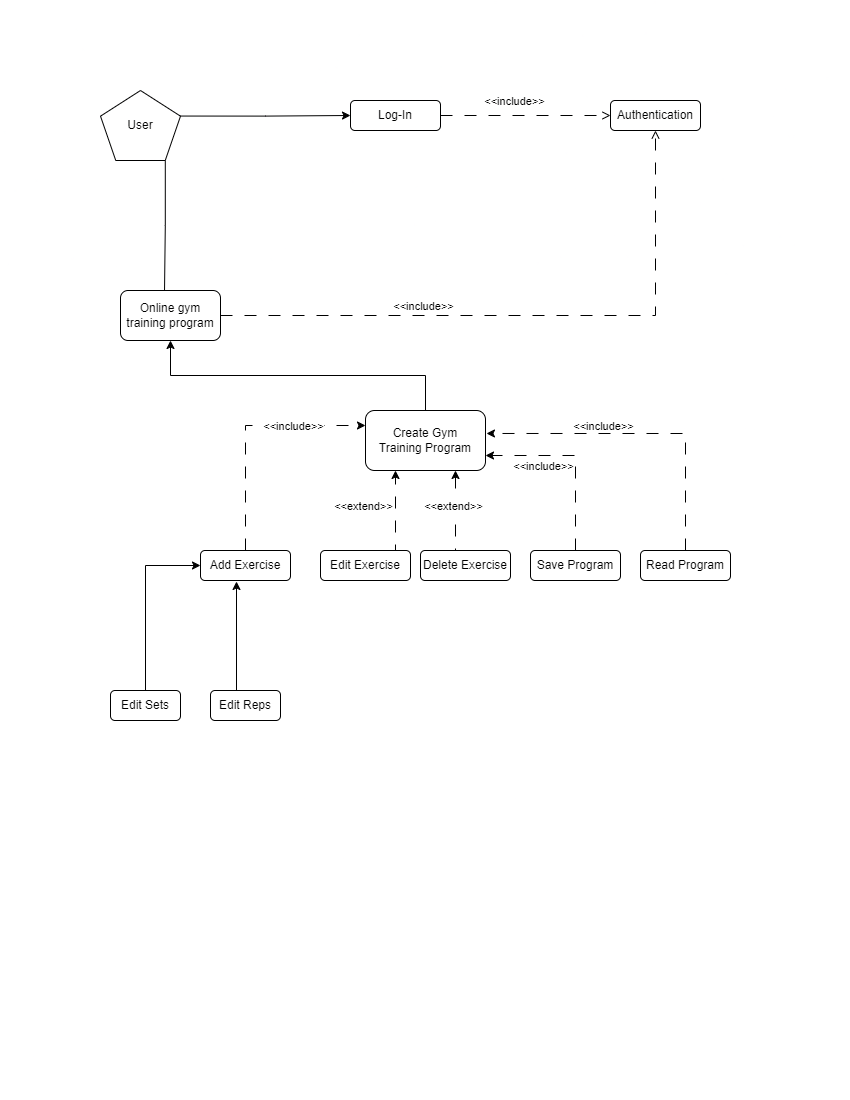 User
Log-In
<<include>>
Authentication
Online gym
training program
<<include>>
Create Gym
Training Program
<<include>>
<<include>>
<<include>>
<<extend>>
<<extend>>
Add Exercise
Edit Exercise
Delete Exercise
Save Program
Read Program
Edit Sets
Edit Reps